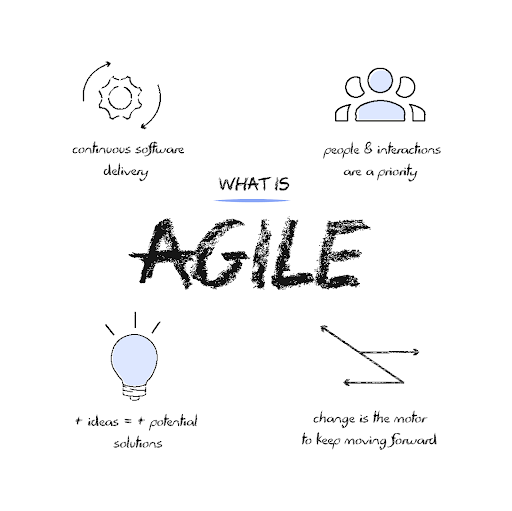 continuous software
delivery
people & interactions
are a priority
WHAT IS
AGILE
+ ideas = + potential
solutions
change is the motor
to keep moving forward